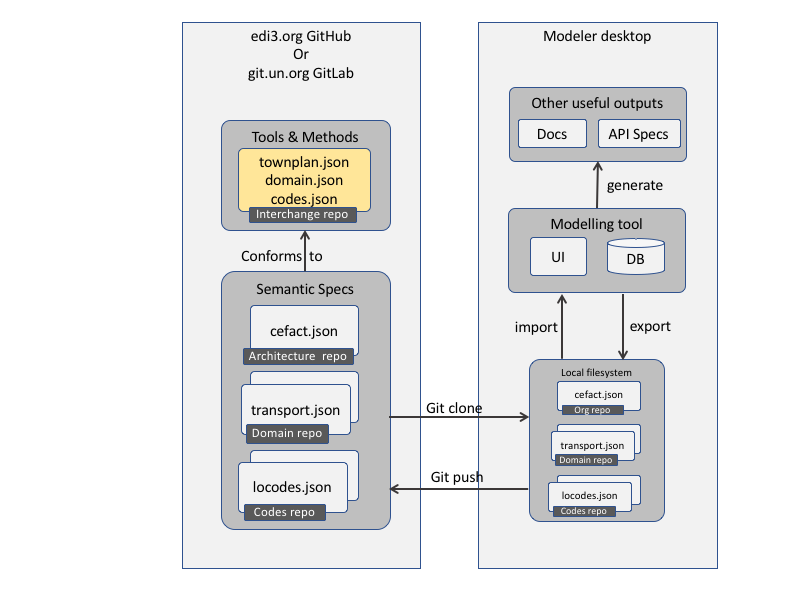 edi3.org GitHub
Or
git.un.org GitLab
Tools & Methods
townplan.json
domain.json
codes.json
Interchange repo
Conforms to
Semantic Specs
cefact.json
Architecture repo
transport.json
Domain repo
locodes.json
Codes repo
Git clone
Git push
Modeler desktop
Other useful outputs
Docs
API Specs
generate
Modelling tool
UI
DB
import
export
Local filesystem
cefact.json
Org repo
transport.json
Domain repo
locodes.json
Codes repo